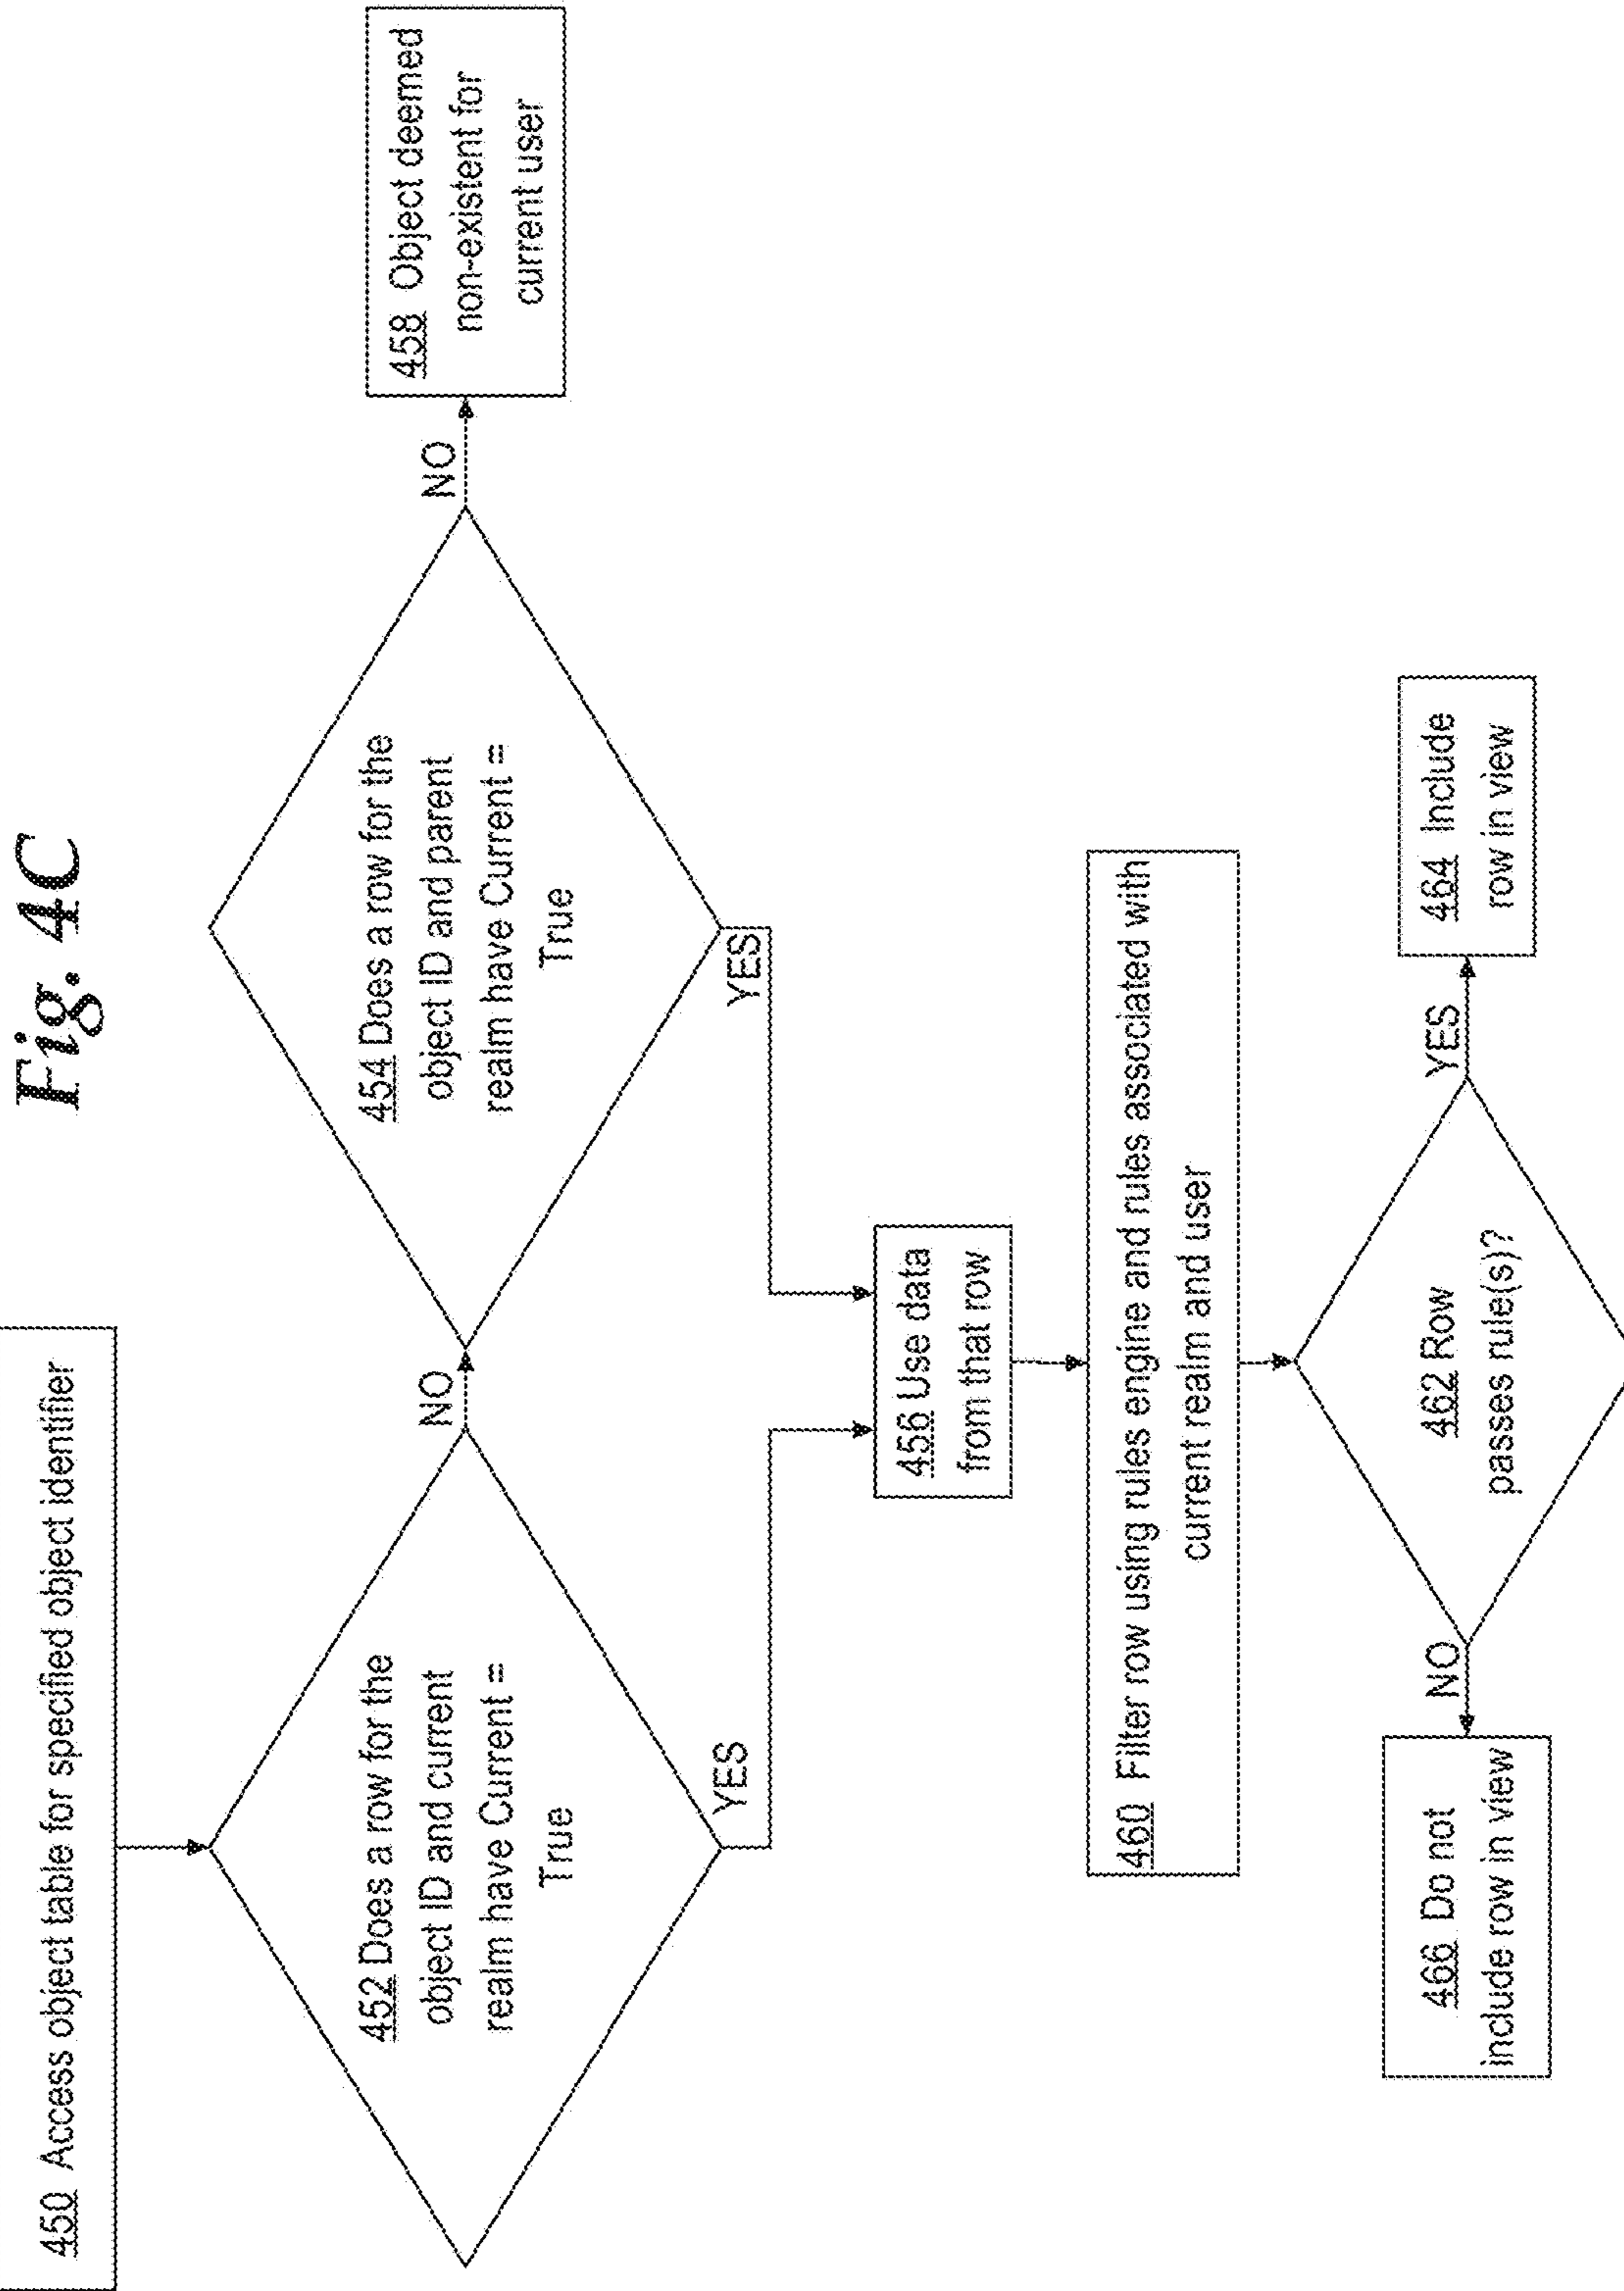 Fig. 4C
450 Access object table for specified object identifier
452 Does a row for the
object ID and current
realm have Current =
True
NO
454 Does a row for the
object ID and parent
realm have Current =
True
NO
458 Object deemed
non-existent for
current user
YES
YES
456 Use data
from that row
460 Filter row using rules engine and rules associated with
current realm and user
462 Row
passes rule(s)?
NO
YES
466 Do not
include row in view
464 Include
row in view